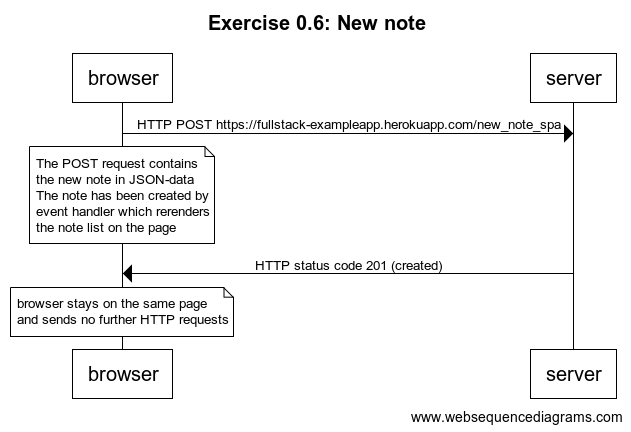 Exercise 0.6: New note
browser
server
HTTP POST https://fullstack-exampleapp.herokuapp.com/new_note_spa
The POST request contains
the new note in JSON-data
The note has been created by
event handler which rerenders
the note list on the page
HTTP status code 201 (created)
browser stays on the same page
and sends no further HTTP requests
browser
server
www.websequencediagrams.com